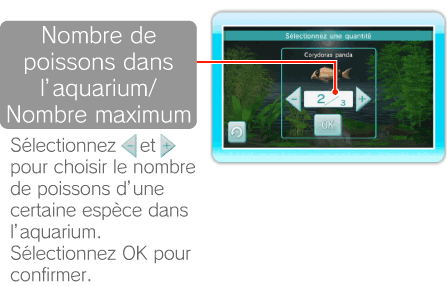 Nombre de
poissons dans
l'aquarium/
Nombre maximum
Sélectionnez - et +
pour choisir le nombre
de poissons d'une
certaine espèce dans
l'aquarium.
Sélectionnez OK pour
confirmer.
Sélectionnez une quantité
Corydoras panda
- 2/3 +
OK